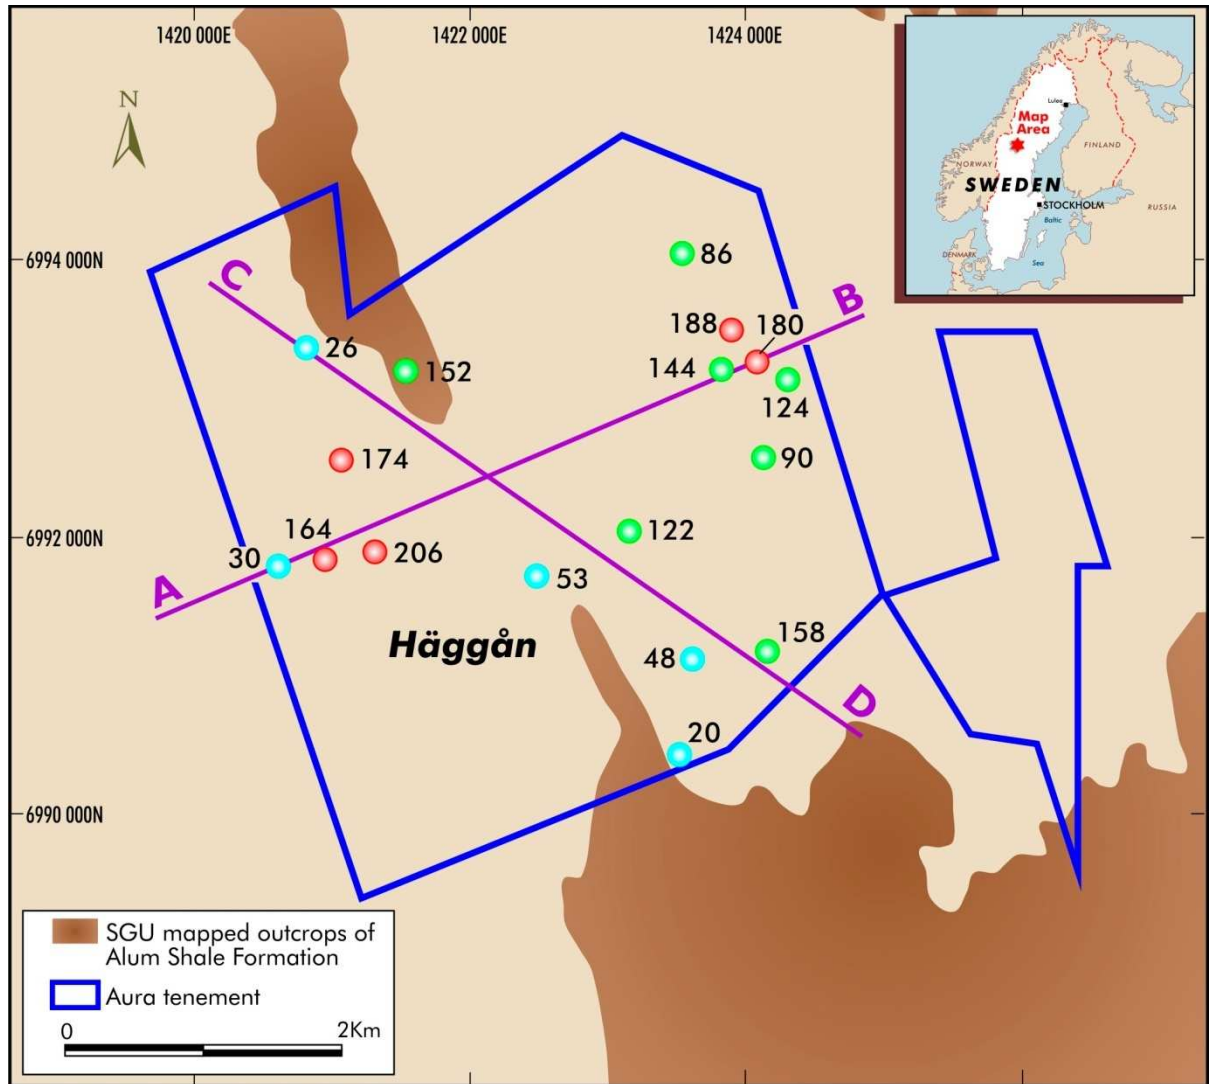 1420 000E
1422 000E
1424 000E
N
6994 000N
6992 000N
6990 000N
C
B
A
D
86
188
180
144
124
26
152
90
174
164
122
30
206
53
158
48
20
Häggån
Lulea
Map
Area
FINLAND
NORWAY
SWEDEN
STOCKHOLM
RUSSIA
Baltic
DENMARK
Sea
SGU mapped outcrops of
Alum Shale Formation
Aura tenement
0
2Km